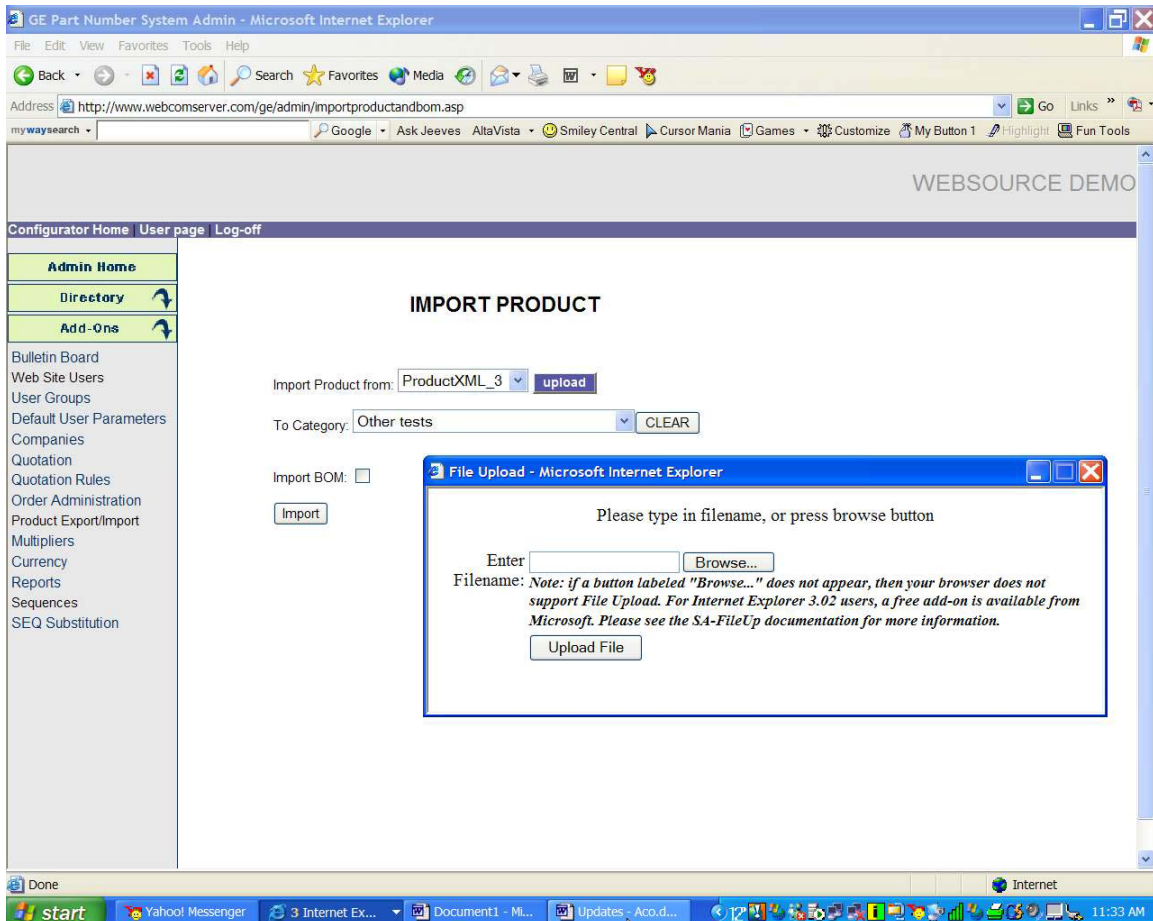 GE Part Number System Admin - Microsoft Internet Explorer
File Edit View Favorites Tools Help
Back Search Favorites Media
Address http://www.webcomserver.com/ge/admin/importproductandbom.asp Go Links »
mywaysearch Google Ask Jeeves AltaVista Smiley Central Cursor Mania Games Customize My Button 1 Highlight Fun Tools
WEBSOURCE DEMO
Configurator Home | User page | Log-off
Admin Home
Directory
Add-Ons
Bulletin Board
Web Site Users
User Groups
Default User Parameters
Companies
Quotation
Quotation Rules
Order Administration
Product Export/Import
Multipliers
Currency
Reports
Sequences
SEQ Substitution
IMPORT PRODUCT
Import Product from: ProductXML_3 upload
To Category: Other tests CLEAR
Import BOM:
Import
File Upload - Microsoft Internet Explorer
Please type in filename, or press browse button
Enter Browse...
Filename: Note: if a button labeled "Browse..." does not appear, then your browser does not
support File Upload. For Internet Explorer 3.02 users, a free add-on is available from
Microsoft. Please see the SA-FileUp documentation for more information.
Upload File
Done Internet
start Yahoo! Messenger 3 Internet Ex... Document1 - Mi... Updates - Aco.d... 12 11:33 AM